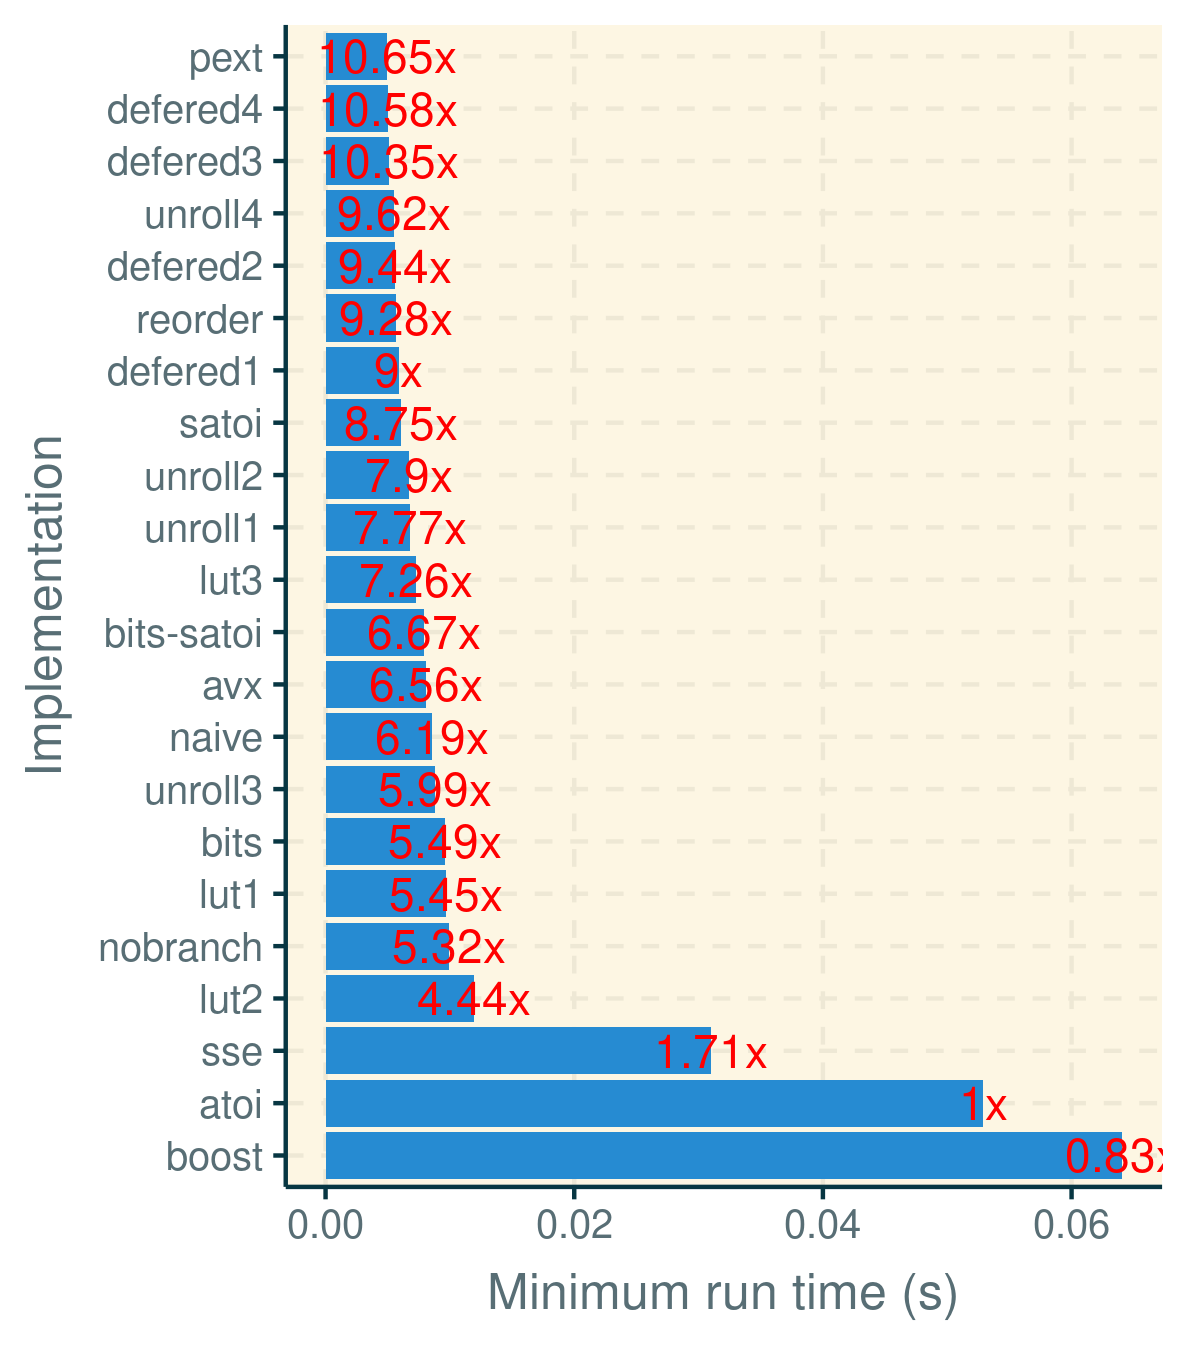 pext 10.65x
defered4 10.58x
defered3 10.35x
unroll4 9.62x
defered2 9.44x
reorder 9.28x
defered1 9x
satoi 8.75x
unroll2 7.9x
unroll1 7.77x
lut3 7.26x
bits-satoi 6.67x
avx 6.56x
naive 6.19x
unroll3 5.99x
bits 5.49x
lut1 5.45x
nobranch 5.32x
lut2 4.44x
sse 1.71x
atoi 1x
boost 0.83x
Implementation
0.00 0.02 0.04 0.06
Minimum run time (s)